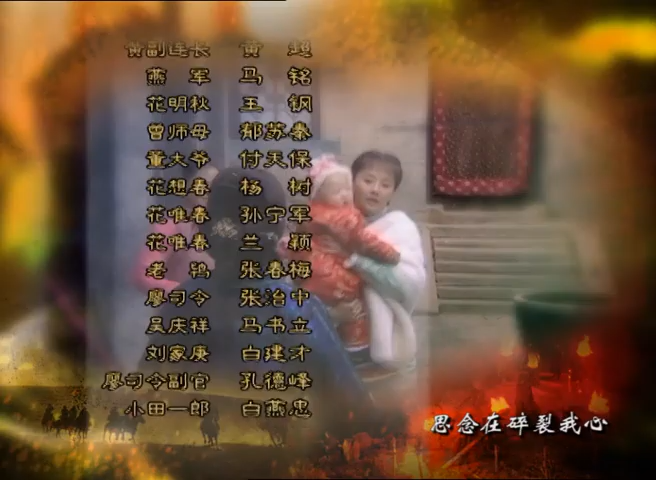 黄副连长 黄 超
燕 军 马 铭
花明秋 王 钢
曾师毋 郁苏秦
董大爷 付天保
花想春 杨 树
花唯春 孙宁军
花唯春 兰 颖
老 鸨 张春梅
廖司令 张治中
吴庆祥 马书立
刘家庚 白建才
廖司令副官 孔德峰
小田一郎 白燕忠
思念在碎裂我心